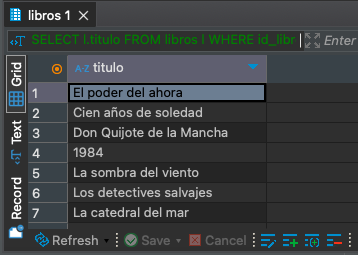 libros 1
SELECT l.titulo FROM libros l WHERE id_libr
Enter
Grid
Text
Record
A-Z titulo
1 El poder del ahora
2 Cien años de soledad
3 Don Quijote de la Mancha
4 1984
5 La sombra del viento
6 Los detectives salvajes
7 La catedral del mar
Refresh Save Cancel